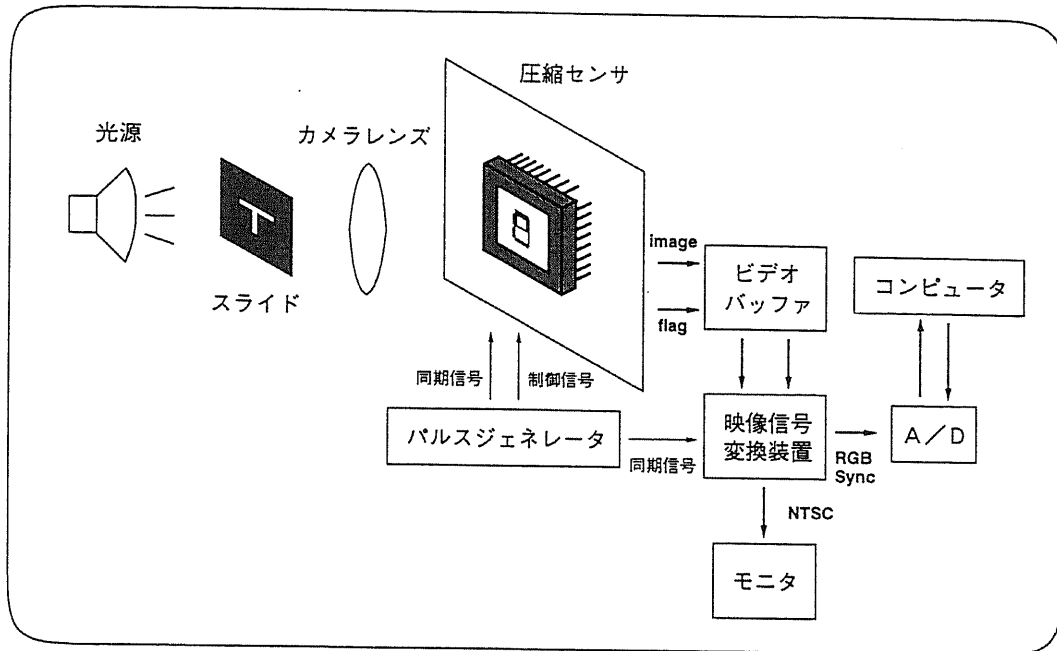 圧縮センサ
光源
カメラレンズ
スライド
image
flag
ビデオ
バッファ
コンピュータ
同期信号
制御信号
パルスジェネレータ
同期信号
映像信号
変換装置
RGB
Sync
A/D
NTSC
モニタ